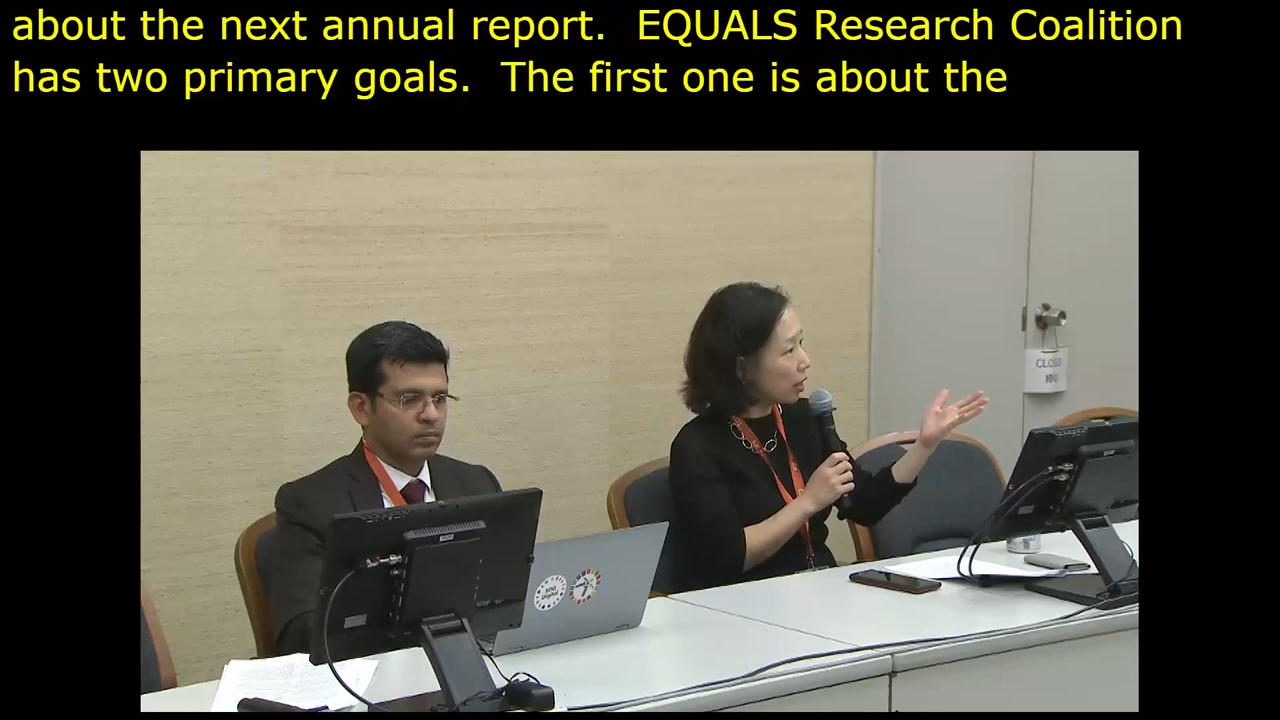 about the next annual report.  EQUALS Research Coalition
has two primary goals.  The first one is about the
CLOSED